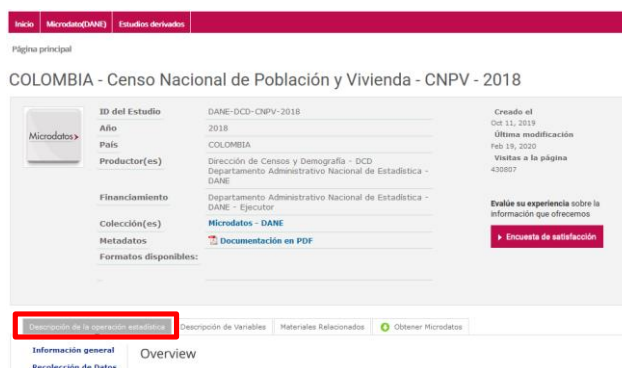 Inicio Microdato(DANE) Estudios derivados
Página principal
COLOMBIA - Censo Nacional de Población y Vivienda - CNPV - 2018
Microdatos
ID del Estudio DANE-DCD-CNPV-2018
Año 2018
País COLOMBIA
Productor(es) Dirección de Censos y Demografía - DCD
Departamento Administrativo Nacional de Estadística -
DANE
Financiamiento Departamento Administrativo Nacional de Estadística -
DANE - Ejecutor
Colección(es) Microdatos - DANE
Metadatos Documentación en PDF
Formatos disponibles:
Creado el
Oct 11, 2019
Última modificación
Feb 19, 2020
Visitas a la página
430807
Evalúe su experiencia sobre la
información que ofrecemos
Encuesta de satisfacción
Descripción de la operación estadística Descripción de Variables Materiales Relacionados Obtener Microdatos
Información general
Recolección de Datos
Overview